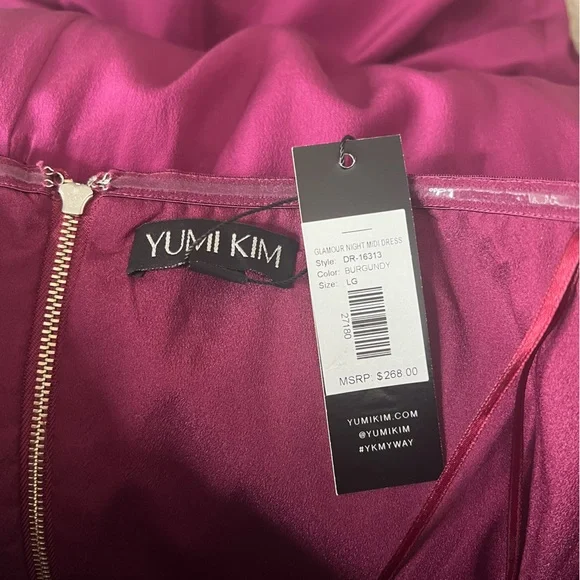 YUMI KIM
GLAMOUR NIGHT MIDI DRESS
Style: DR-16313
Color: BURGUNDY
Size: LG
27180
MSRP: $268.00
YUMIKIM.COM
@YUMIKIM
#YKMYWAY